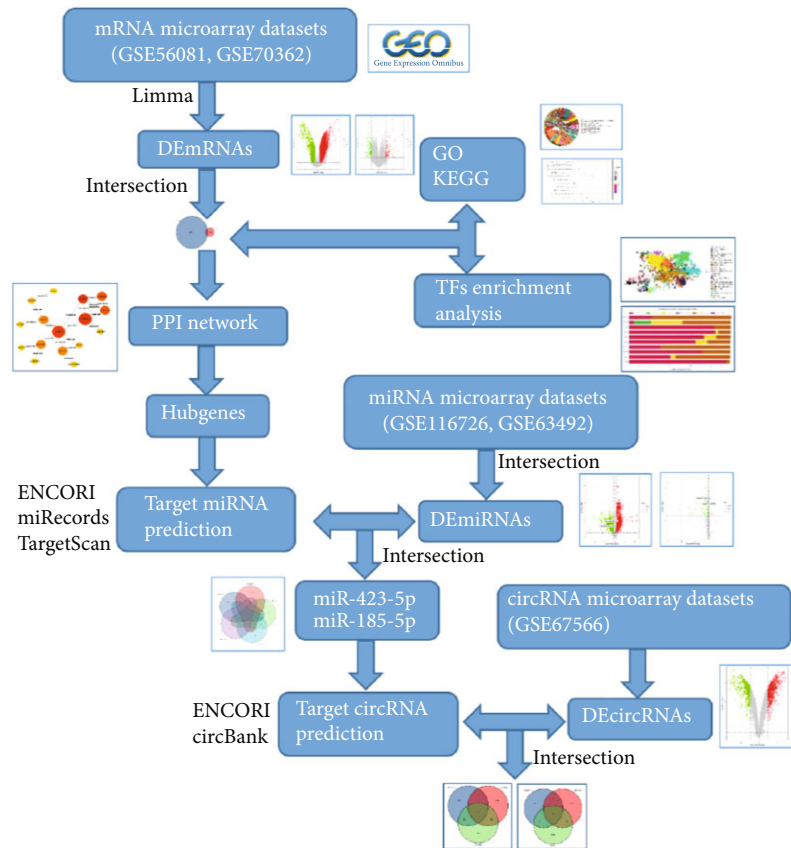 mRNA microarray datasets
(GSE56081, GSE70362)
GEO
Gene Expression Omnibus
Limma
DEmRNAs
GO
KEGG
Intersection
TFs enrichment
analysis
PPI network
miRNA microarray datasets
(GSE116726, GSE63492)
Hubgenes
Intersection
ENCORI
miRecords
TargetScan
Target miRNA
prediction
DEmiRNAs
Intersection
miR-423-5p
miR-185-5p
circRNA microarray datasets
(GSE67566)
ENCORI
circBank
Target circRNA
prediction
DEcircRNAs
Intersection